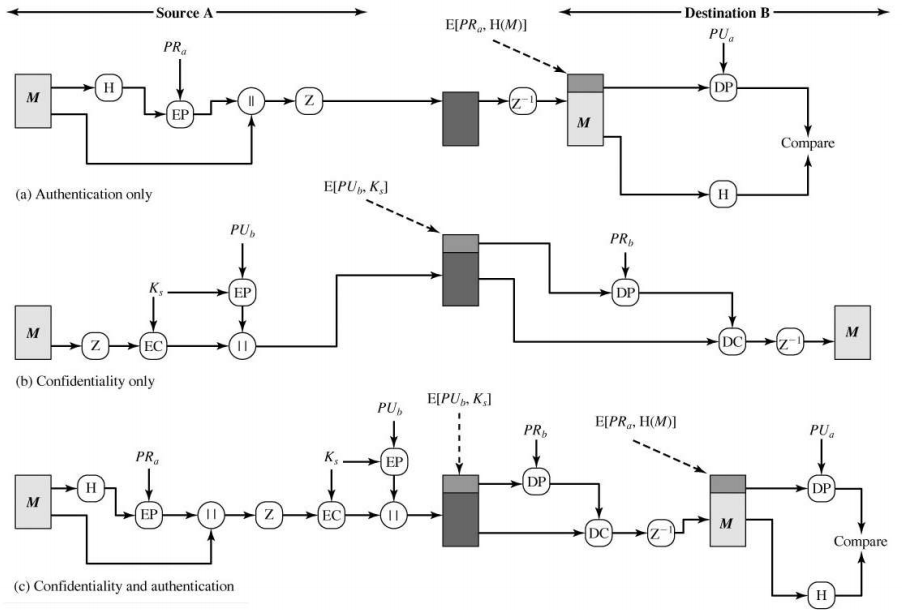 Source A
Destination B
E[PRa, H(M)]
PRa
PUa
M
H
EP
||
Z
Z−1
M
DP
H
Compare
(a) Authentication only
E[PUb, Ks]
PUb
PRb
Ks
EP
DP
M
Z
EC
||
DC
Z−1
M
(b) Confidentiality only
PUb
E[PUb, Ks]
PRb
E[PRa, H(M)]
PUa
PRa
Ks
EP
DP
DP
M
H
EP
||
Z
EC
||
DC
Z−1
M
Compare
H
(c) Confidentiality and authentication